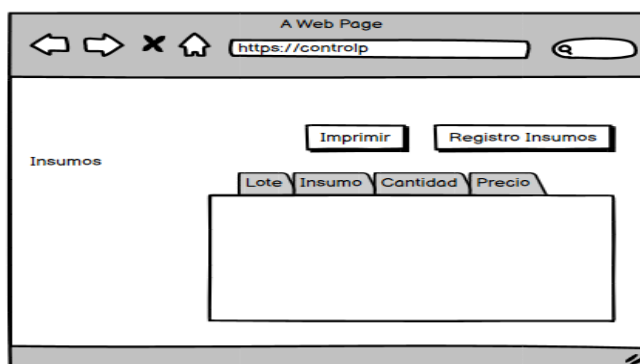 A Web Page
https://controlp
Imprimir
Registro Insumos
Insumos
Lote
Insumo
Cantidad
Precio